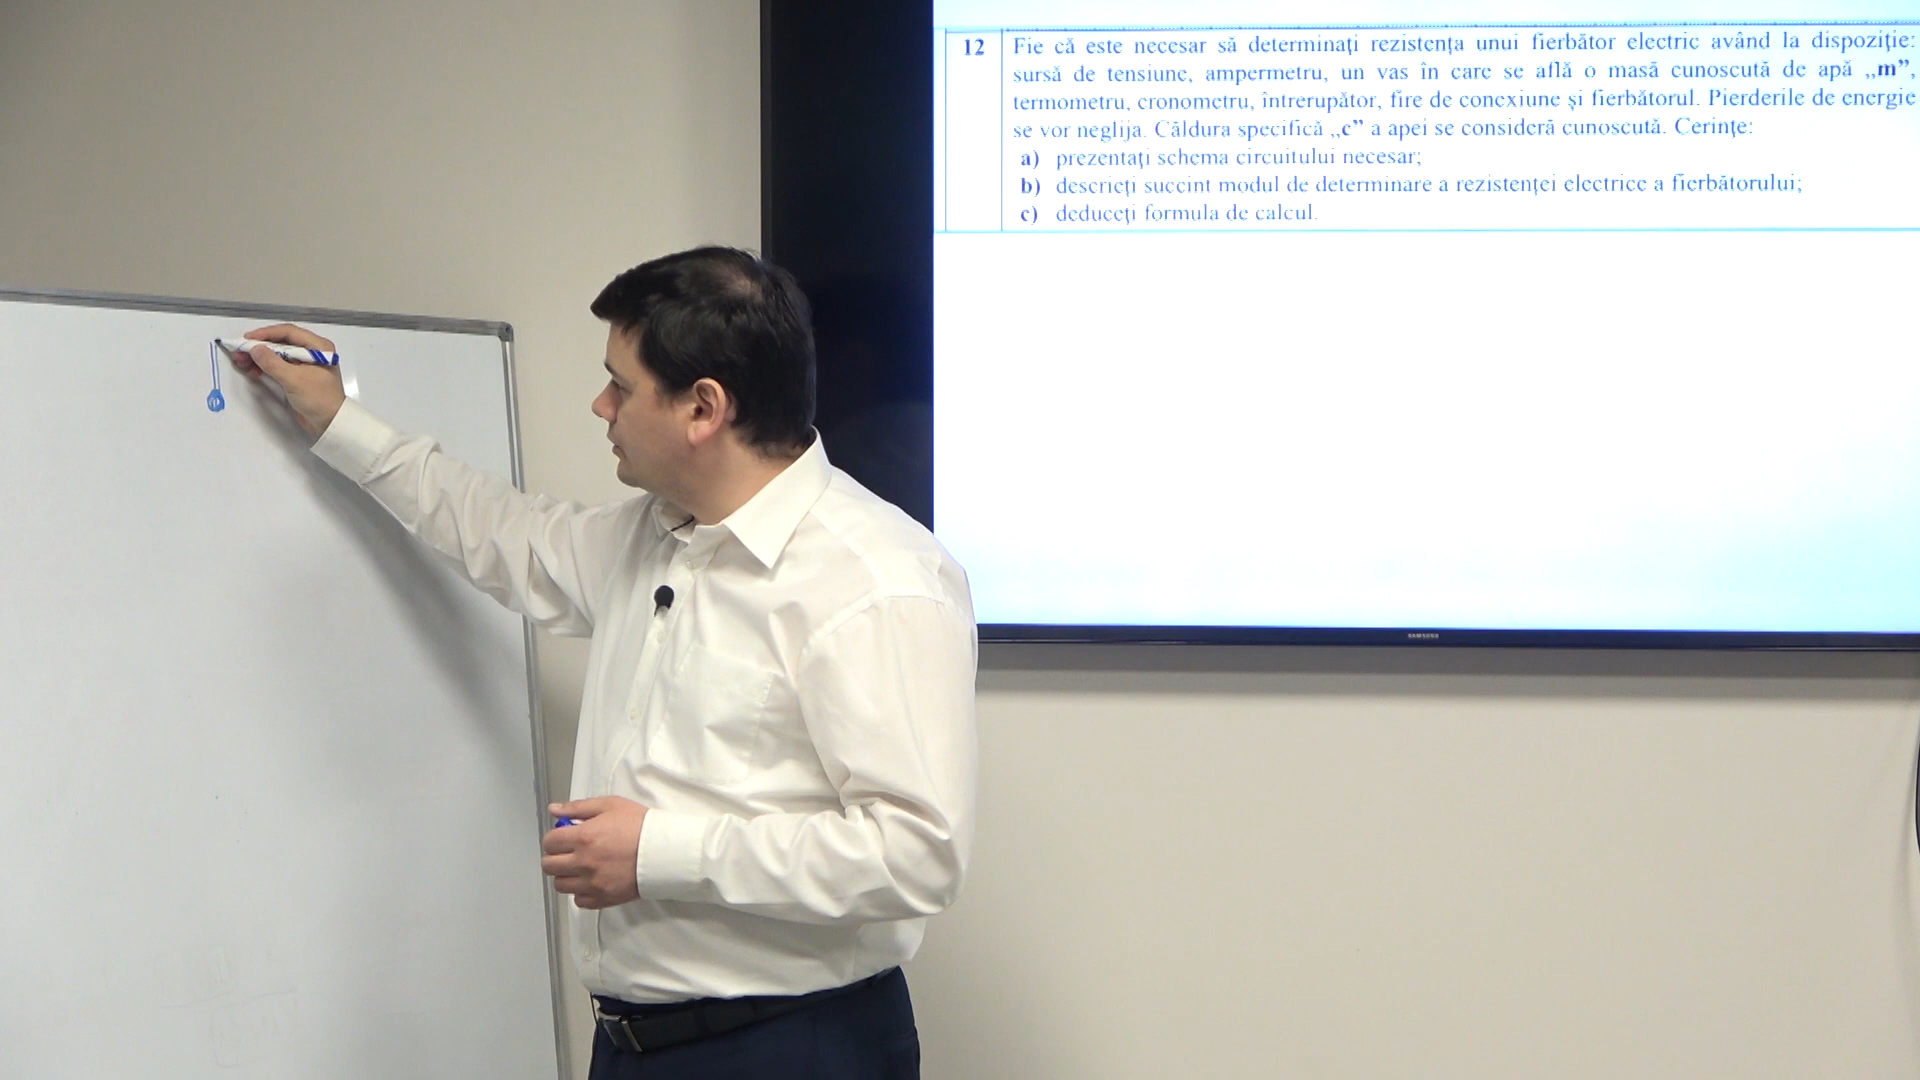 12 Fie că este necesar să determinați rezistența unui fierbător electric având la dispoziție:
sursă de tensiune, ampermetru, un vas în care se află o masă cunoscută de apă „m”,
termometru, cronometru, întrerupător, fire de conexiune și fierbătorul. Pierderile de energie
se vor neglija. Căldura specifică „c” a apei se consideră cunoscută. Cerințe:
a) prezentați schema circuitului necesar;
b) descrieți succint modul de determinare a rezistenței electrice a fierbătorului;
c) deduceți formula de calcul.
SAMSUNG